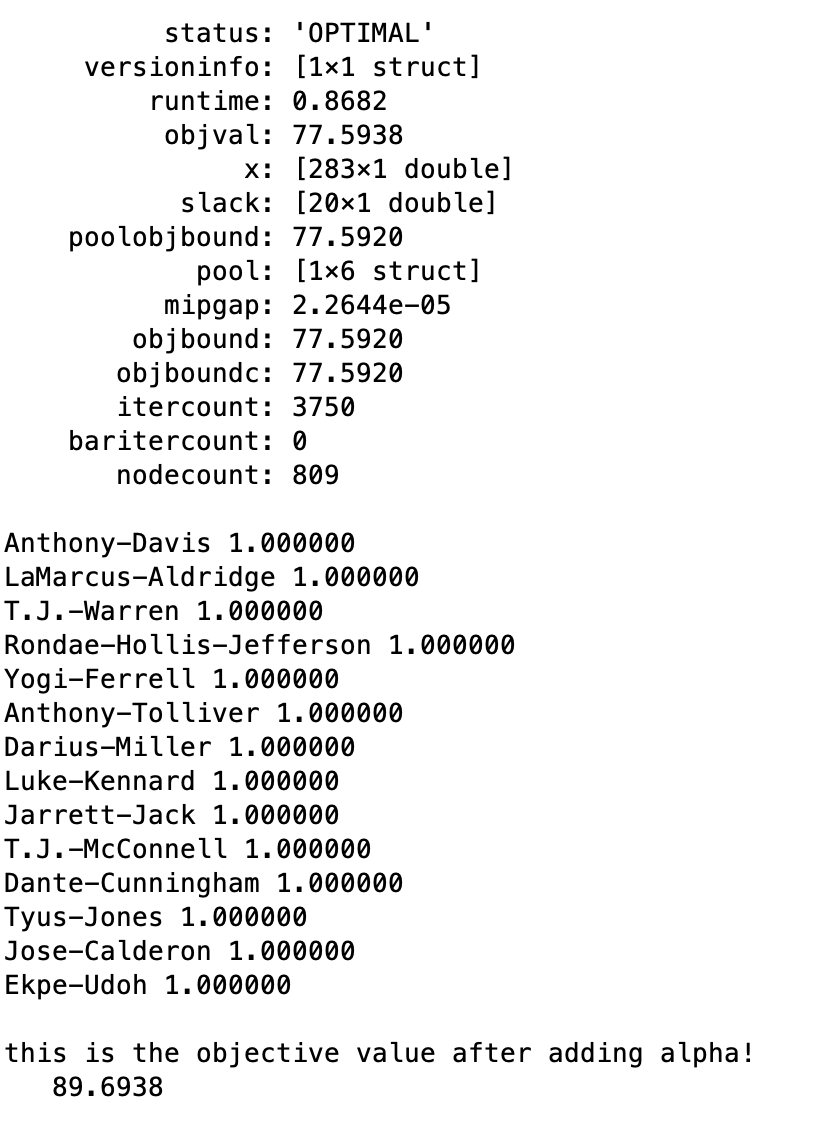 status: 'OPTIMAL'
versioninfo: [1×1 struct]
runtime: 0.8682
objval: 77.5938
x: [283×1 double]
slack: [20×1 double]
poolobjbound: 77.5920
pool: [1×6 struct]
mipgap: 2.2644e-05
objbound: 77.5920
objboundc: 77.5920
itercount: 3750
baritercount: 0
nodecount: 809
Anthony-Davis 1.000000
LaMarcus-Aldridge 1.000000
T.J.-Warren 1.000000
Rondae-Hollis-Jefferson 1.000000
Yogi-Ferrell 1.000000
Anthony-Tolliver 1.000000
Darius-Miller 1.000000
Luke-Kennard 1.000000
Jarrett-Jack 1.000000
T.J.-McConnell 1.000000
Dante-Cunningham 1.000000
Tyus-Jones 1.000000
Jose-Calderon 1.000000
Ekpe-Udoh 1.000000
this is the objective value after adding alpha!
89.6938